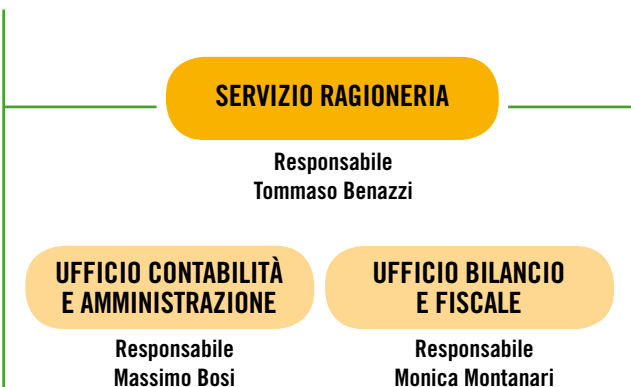 SERVIZIO RAGIONERIA
Responsabile
Tommaso Benazzi
UFFICIO CONTABILITÀ
E AMMINISTRAZIONE
Responsabile
Massimo Bosi
UFFICIO BILANCIO
E FISCALE
Responsabile
Monica Montanari